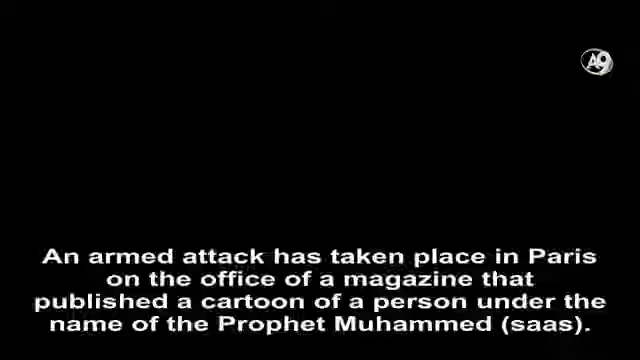 A9
An armed attack has taken place in Paris
on the office of a magazine that
published a cartoon of a person under the
name of the Prophet Muhammed (saas).